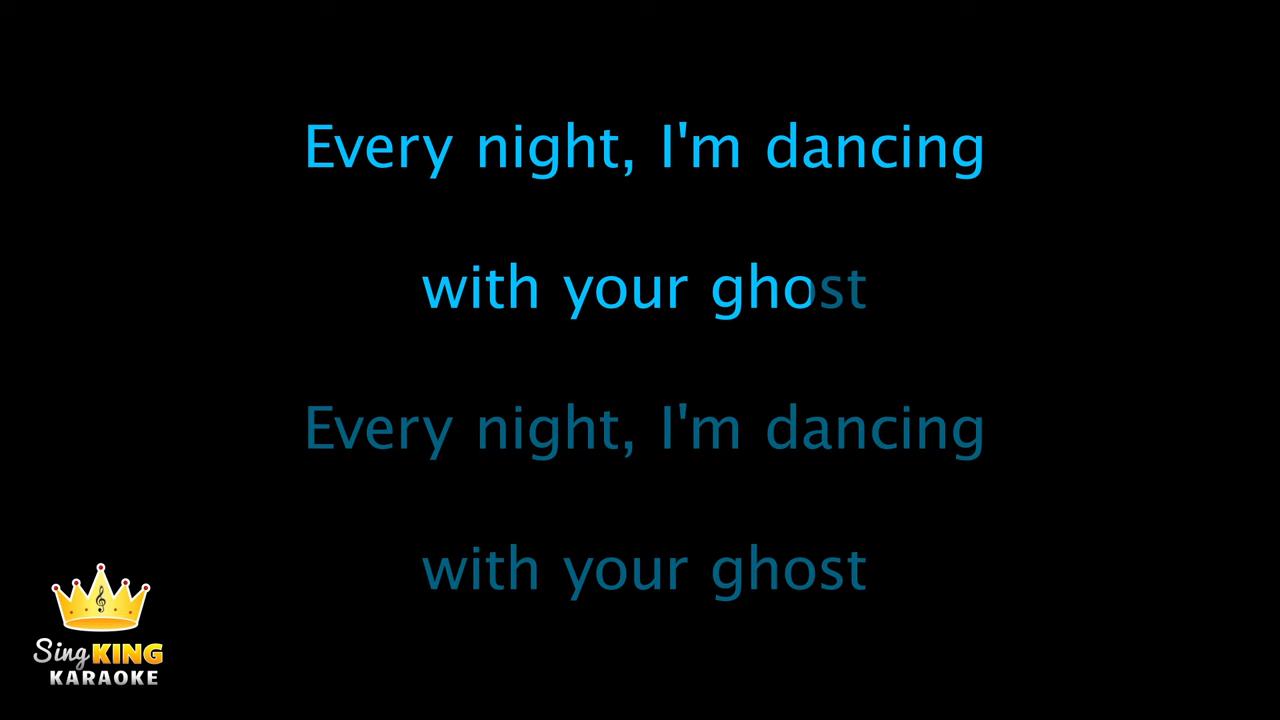 Every night, I'm dancing
with your ghost
Every night, I'm dancing
with your ghost
Sing KING
KARAOKE